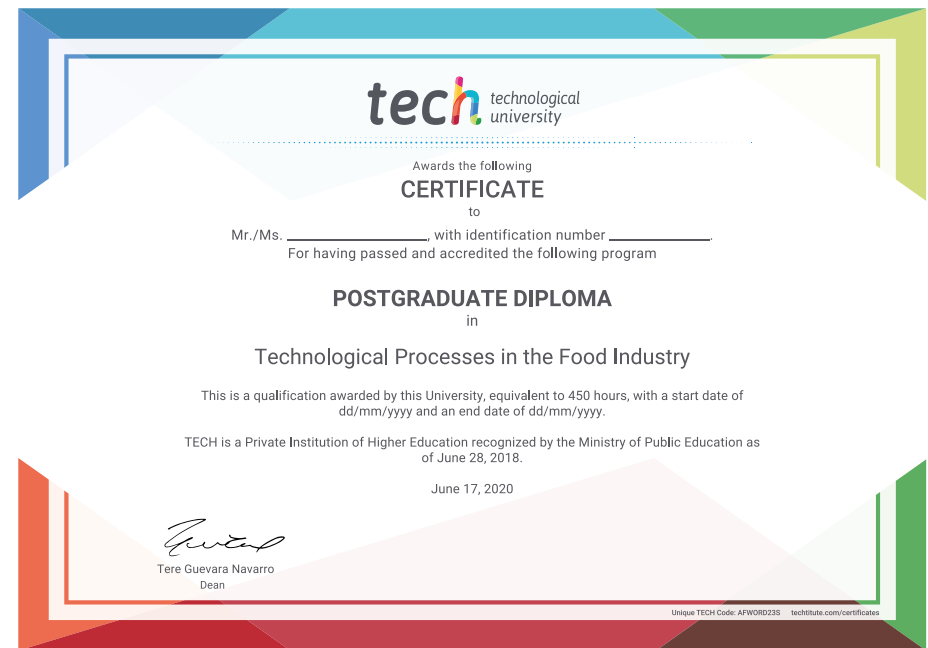 tech technological
university
Awards the following
CERTIFICATE
to
Mr./Ms. ____________________, with identification number ______________.
For having passed and accredited the following program
POSTGRADUATE DIPLOMA
in
Technological Processes in the Food Industry
This is a qualification awarded by this University, equivalent to 450 hours, with a start date of
dd/mm/yyyy and an end date of dd/mm/yyyy.
TECH is a Private Institution of Higher Education recognized by the Ministry of Public Education as
of June 28, 2018.
June 17, 2020
Tere Guevara Navarro
Dean
Unique TECH Code: AFWORD23S techtitute.com/certificates